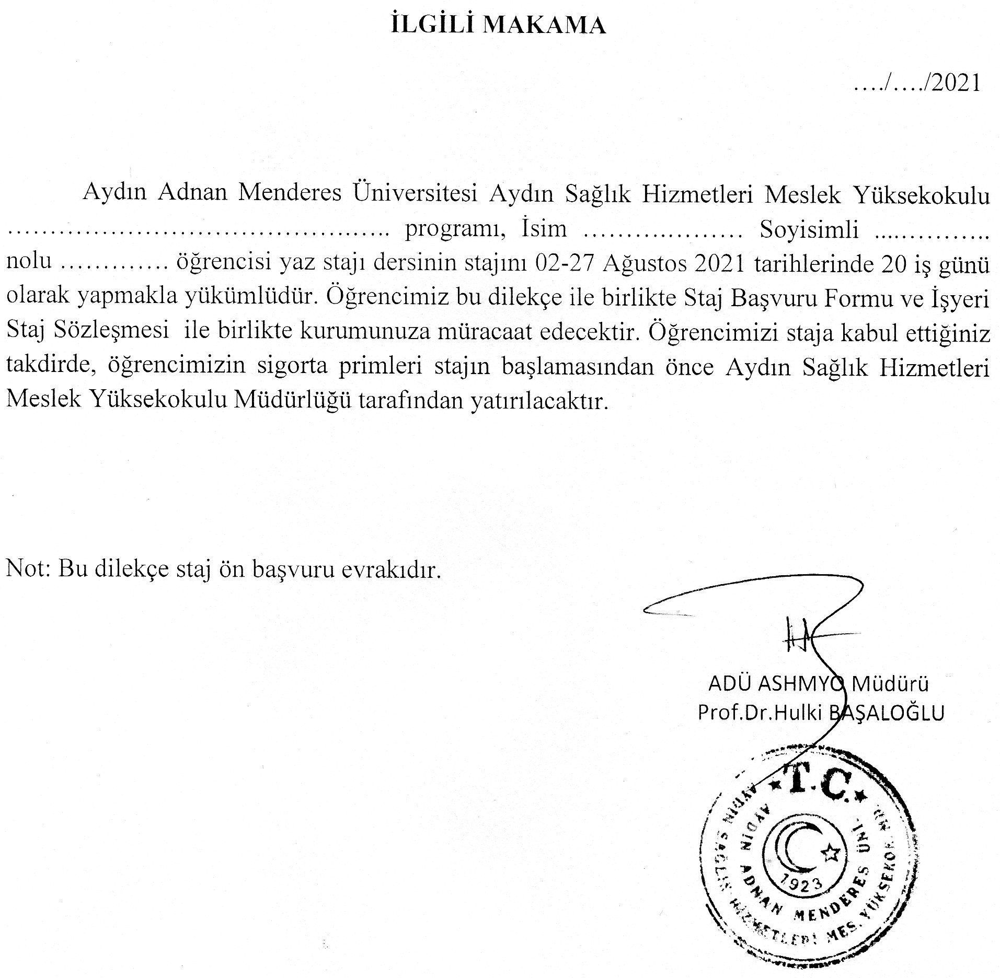 İLGİLİ MAKAMA
…./…./2021
Aydın Adnan Menderes Üniversitesi Aydın Sağlık Hizmetleri Meslek Yüksekokulu
……………………………………….…. programı, İsim ………………… Soyisimli ....………….
nolu …………. öğrencisi yaz stajı dersinin stajını 02-27 Ağustos 2021 tarihlerinde 20 iş günü
olarak yapmakla yükümlüdür. Öğrencimiz bu dilekçe ile birlikte Staj Başvuru Formu ve İşyeri
Staj Sözleşmesi ile birlikte kurumunuza müracaat edecektir. Öğrencimizi staja kabul ettiğiniz
takdirde, öğrencimizin sigorta primleri stajın başlamasından önce Aydın Sağlık Hizmetleri
Meslek Yüksekokulu Müdürlüğü tarafından yatırılacaktır.
Not: Bu dilekçe staj ön başvuru evrakıdır.
ADÜ ASHMYO Müdürü
Prof.Dr.Hulki BAŞALOĞLU
T.C.
AYDIN SAĞLIK HİZMETLERİ MES. YÜKSEKO
AYDIN ADNAN MENDERES ÜNİ.
1923